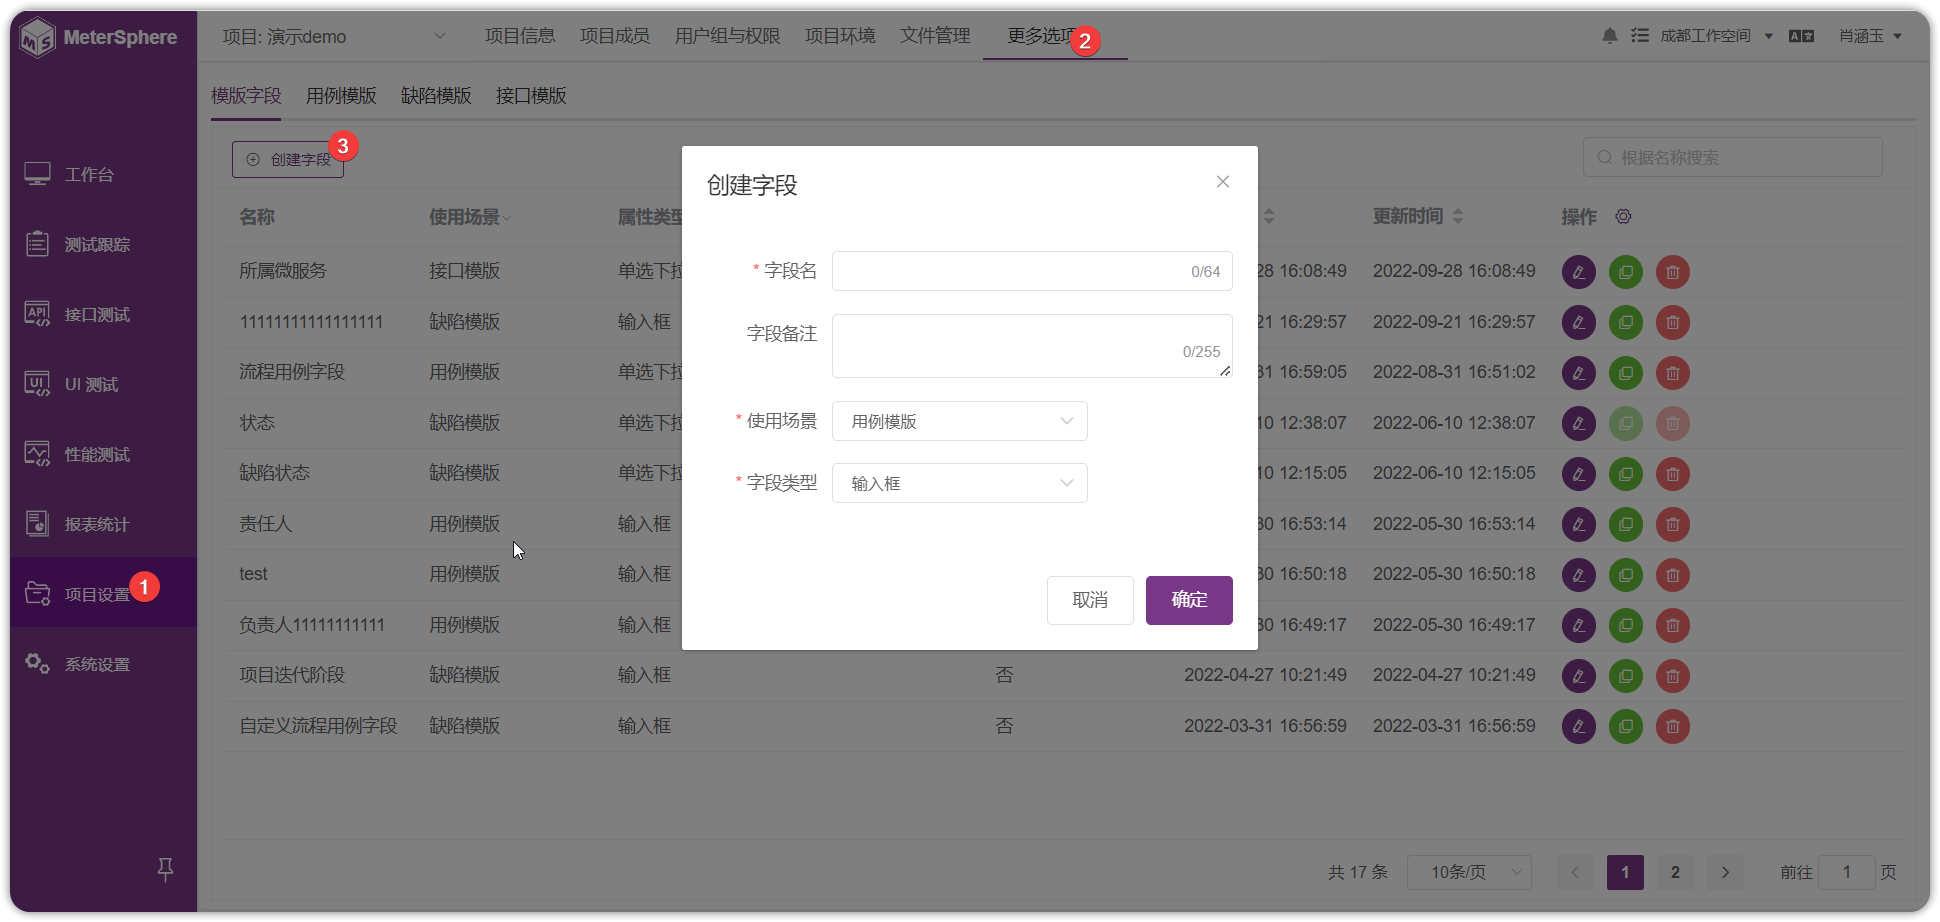 MeterSphere
项目: 演示demo
项目信息
项目成员
用户组与权限
项目环境
文件管理
更多选项
2
成都工作空间
肖涵玉
模版字段
用例模版
缺陷模版
接口模版
创建字段
3
根据名称搜索
工作台
测试跟踪
API
接口测试
UI
UI 测试
性能测试
报表统计
项目设置
1
系统设置
名称 使用场景 属性类型 更新时间 操作
所属微服务 接口模版 单选下拉 28 16:08:49 2022-09-28 16:08:49
11111111111111111 缺陷模版 输入框 21 16:29:57 2022-09-21 16:29:57
流程用例字段 用例模版 单选下拉 31 16:59:05 2022-08-31 16:51:02
状态 缺陷模版 单选下拉 10 12:38:07 2022-06-10 12:38:07
缺陷状态 缺陷模版 单选下拉 10 12:15:05 2022-06-10 12:15:05
责任人 用例模版 输入框 30 16:53:14 2022-05-30 16:53:14
test 用例模版 输入框 30 16:50:18 2022-05-30 16:50:18
负责人11111111111 用例模版 输入框 30 16:49:17 2022-05-30 16:49:17
项目迭代阶段 缺陷模版 输入框 否 2022-04-27 10:21:49 2022-04-27 10:21:49
自定义流程用例字段 缺陷模版 输入框 否 2022-03-31 16:56:59 2022-03-31 16:56:59
创建字段
* 字段名 0/64
字段备注 0/255
* 使用场景 用例模版
* 字段类型 输入框
取消 确定
共 17 条 10条/页 1 2 前往 1 页